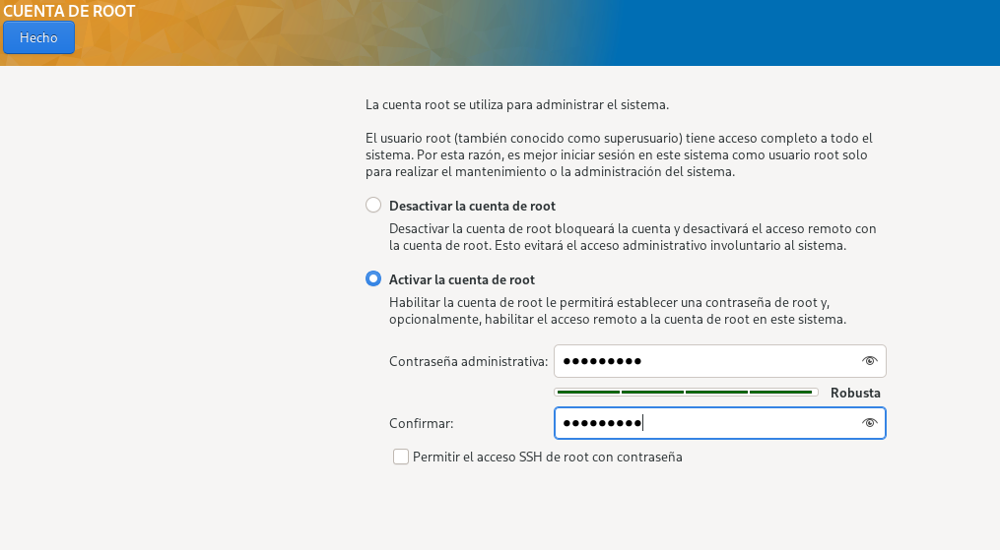 CUENTA DE ROOT
Hecho
La cuenta root se utiliza para administrar el sistema.
El usuario root (también conocido como superusuario) tiene acceso completo a todo el
sistema. Por esta razón, es mejor iniciar sesión en este sistema como usuario root solo
para realizar el mantenimiento o la administración del sistema.
Desactivar la cuenta de root
Desactivar la cuenta de root bloqueará la cuenta y desactivará el acceso remoto con
la cuenta de root. Esto evitará el acceso administrativo involuntario al sistema.
Activar la cuenta de root
Habilitar la cuenta de root le permitirá establecer una contraseña de root y,
opcionalmente, habilitar el acceso remoto a la cuenta de root en este sistema.
Contraseña administrativa: ●●●●●●●●●
Robusta
Confirmar: ●●●●●●●●●
Permitir el acceso SSH de root con contraseña